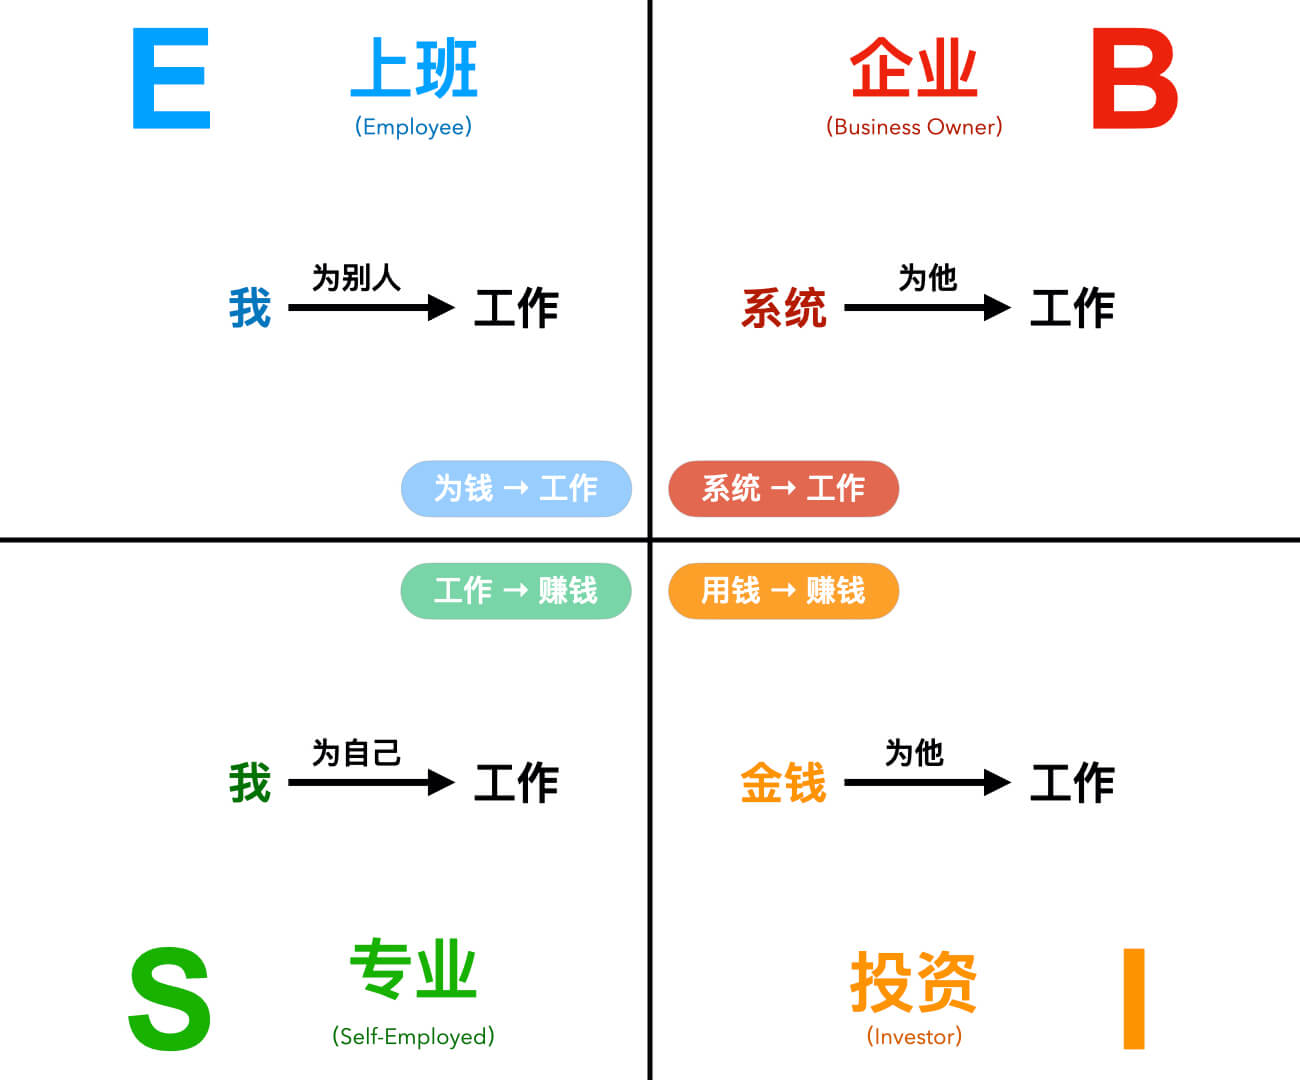 E
上班
(Employee)
我
为别人
工作
为钱 → 工作
企业
B
(Business Owner)
系统
为他
工作
系统 → 工作
工作 → 赚钱
我
为自己
工作
S
专业
(Self-Employed)
用钱 → 赚钱
金钱
为他
工作
投资
I
(Investor)